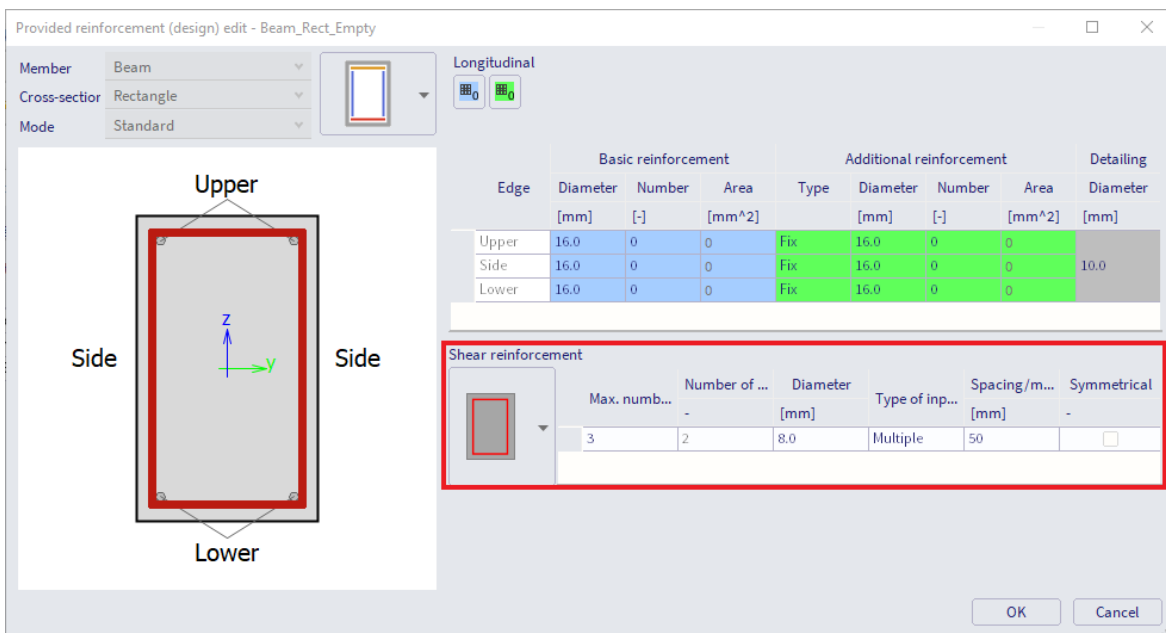 Provided reinforcement (design) edit - Beam_Rect_Empty
Member Beam
Cross-section Rectangle
Mode Standard
Longitudinal
Basic reinforcement Additional reinforcement Detailing
Edge Diameter Number Area Type Diameter Number Area Diameter
[mm] [-] [mm^2] [mm] [-] [mm^2] [mm]
Upper 16.0 0 0 Fix 16.0 0 0
Side 16.0 0 0 Fix 16.0 0 0 10.0
Lower 16.0 0 0 Fix 16.0 0 0
Upper
z
Side y Side
Lower
Shear reinforcement
Max. numb... Number of ... Diameter Type of inp... Spacing/m... Symmetrical
- [mm] [mm] -
3 2 8.0 Multiple 50
OK Cancel